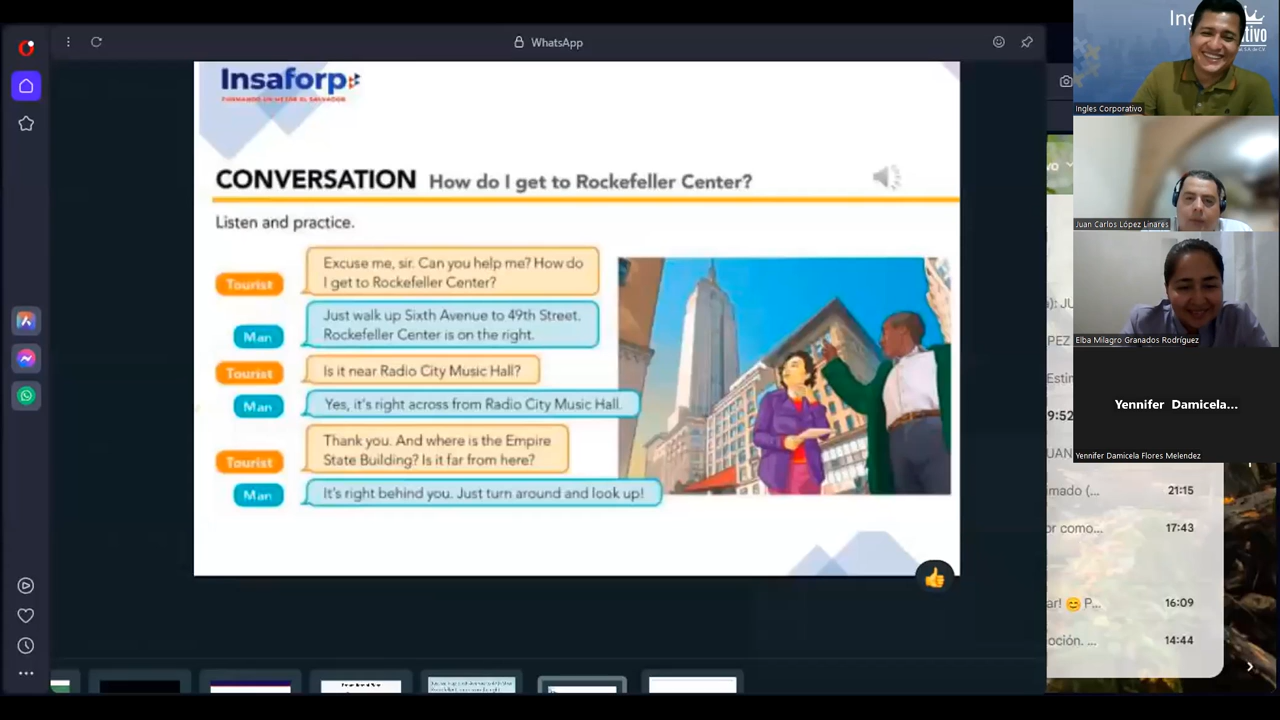 WhatsApp
Insaforp
CONVERSATION How do I get to Rockefeller Center?
Listen and practice.
Tourist
Excuse me, sir. Can you help me? How do
I get to Rockefeller Center?
Man
Just walk up Sixth Avenue to 49th Street.
Rockefeller Center is on the right.
Tourist
Is it near Radio City Music Hall?
Man
Yes, it's right across from Radio City Music Hall.
Tourist
Thank you. And where is the Empire
State Building? Is it far from here?
Man
It's right behind you. Just turn around and look up!
Ingles Corporativo
Juan Carlos López Linares
Elba Milagro Granados Rodríguez
Yennifer Damicela...
Yennifer Damicela Flores Melendez
9:52
21:15
17:43
16:09
14:44